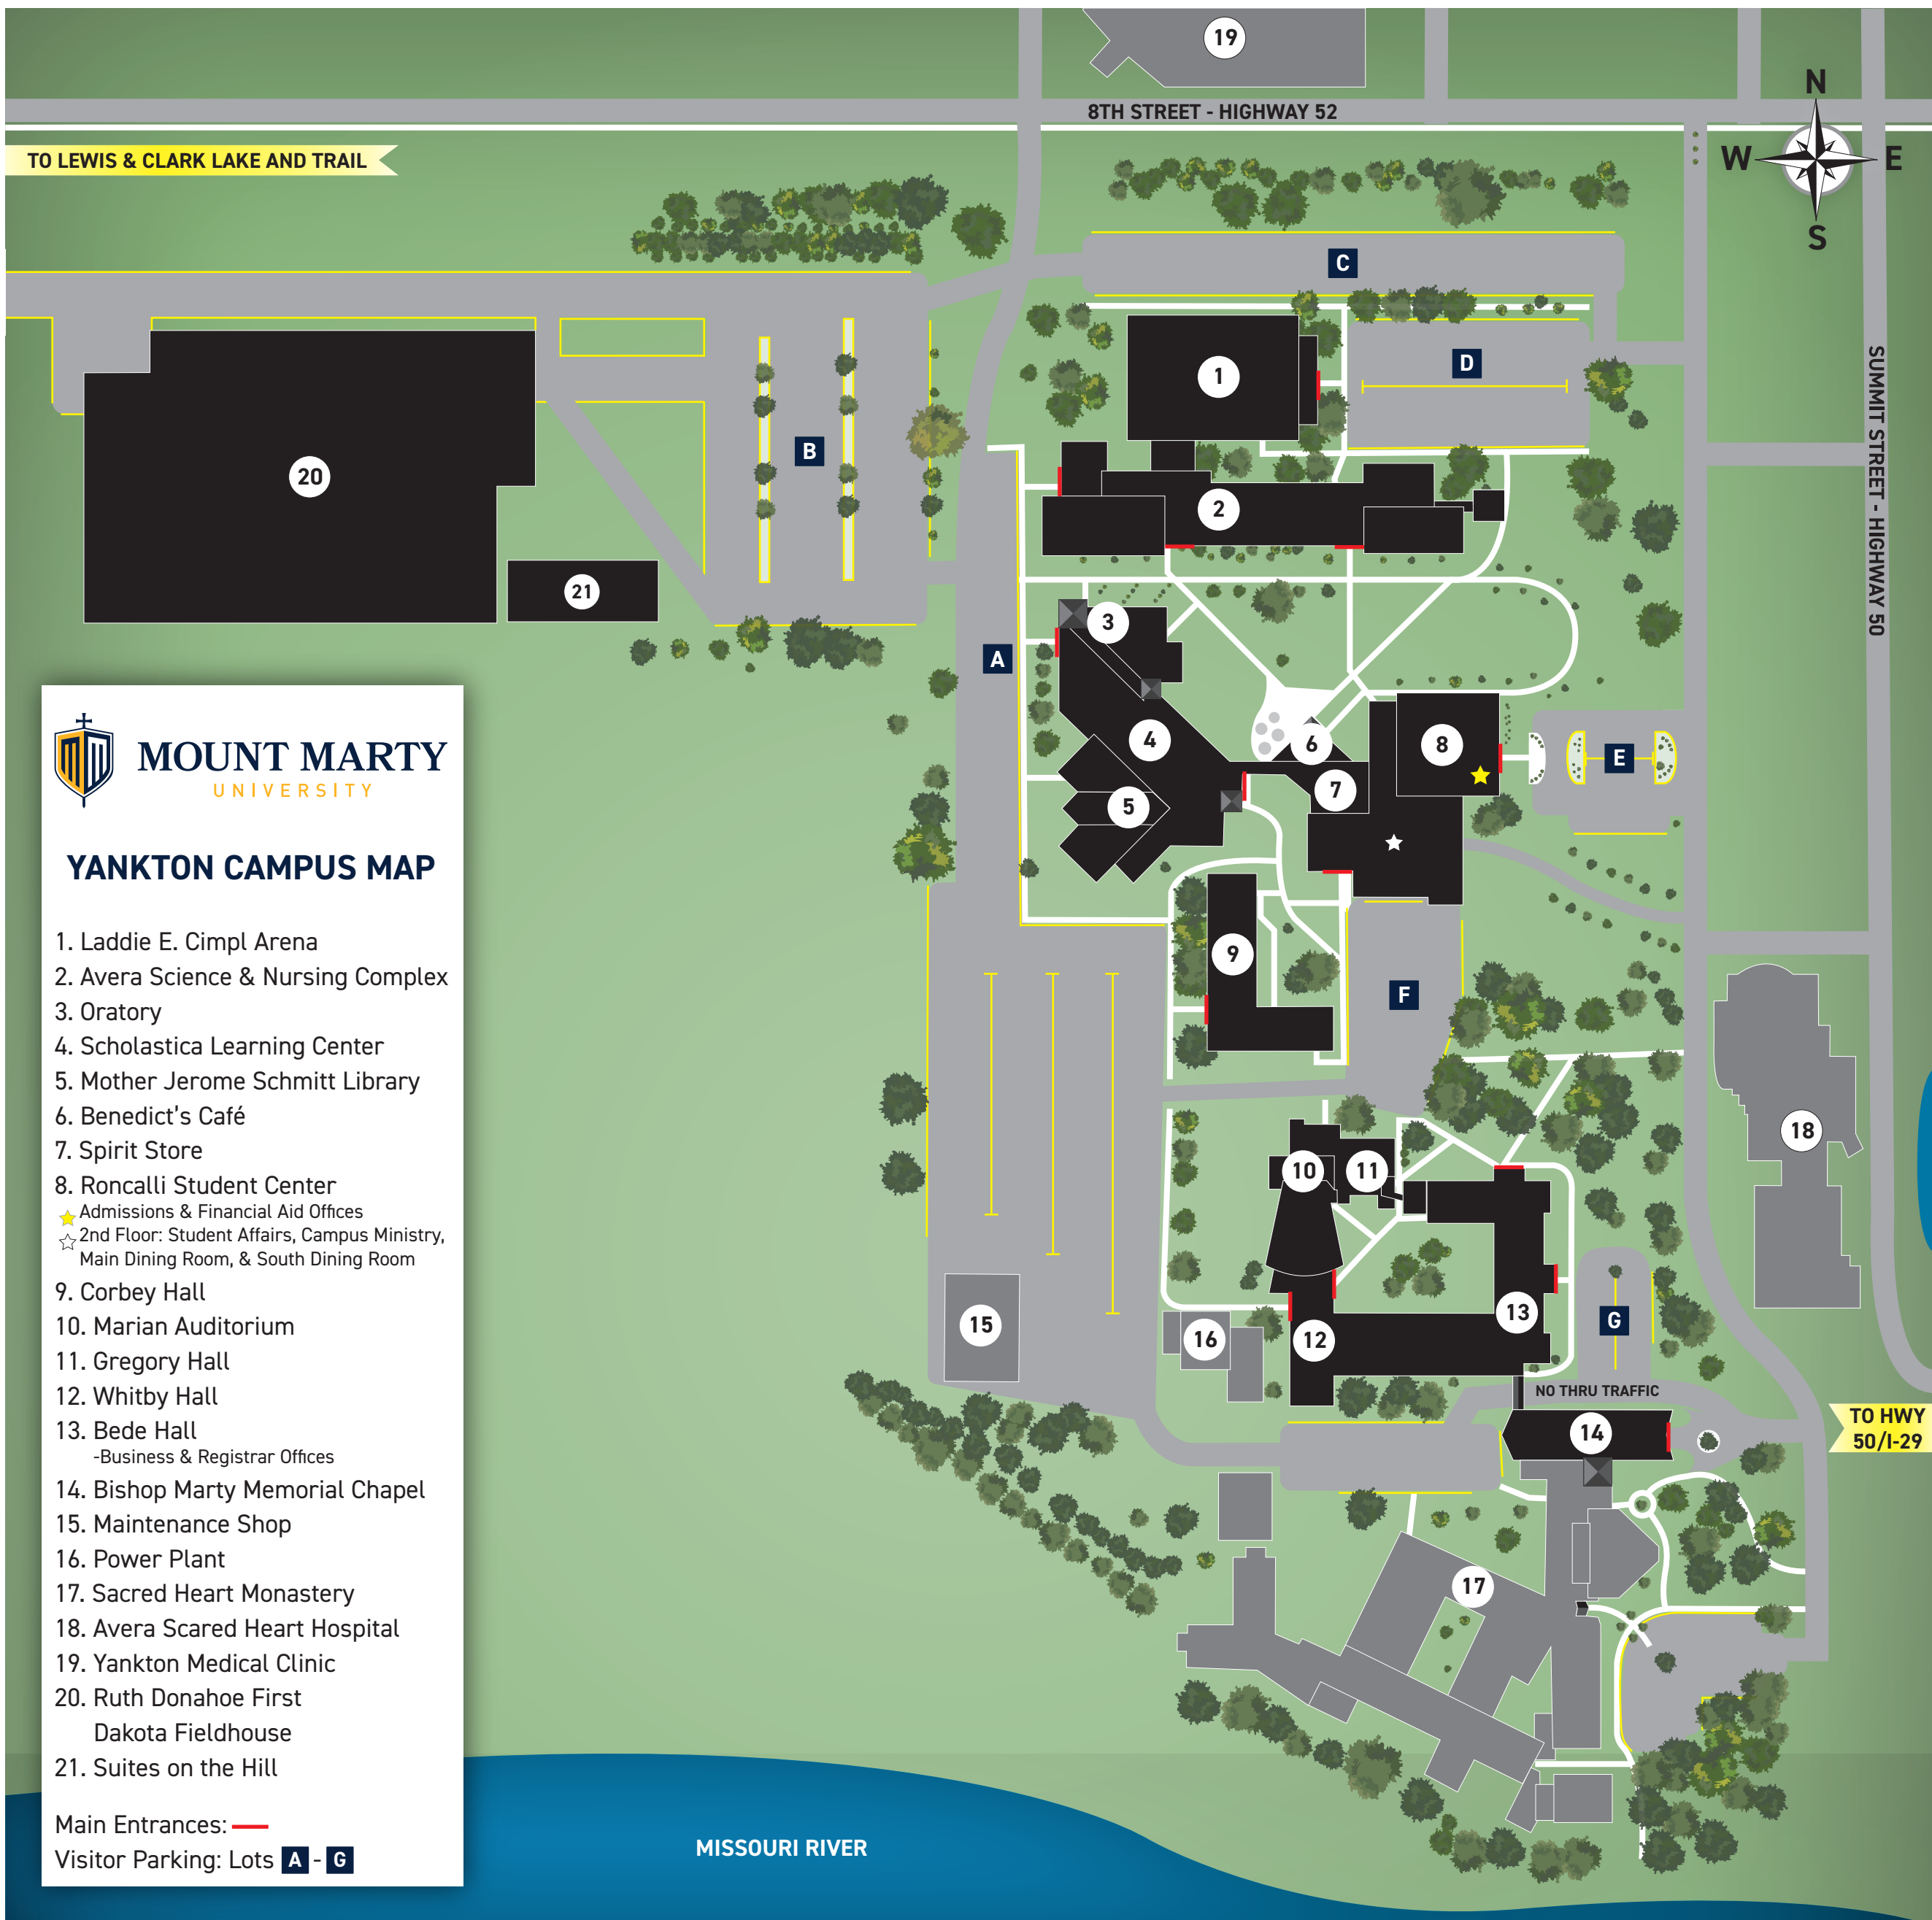 19
8TH STREET - HIGHWAY 52
N
W
E
S
TO LEWIS & CLARK LAKE AND TRAIL
C
1
D
SUMMIT STREET - HIGHWAY 50
B
20
2
21
3
A
4
6
8
E
7
5
9
F
18
10
11
13
G
15
16
12
NO THRU TRAFFIC
TO HWY
50/I-29
14
17
MISSOURI RIVER
MOUNT MARTY
UNIVERSITY
YANKTON CAMPUS MAP
1. Laddie E. Cimpl Arena
2. Avera Science & Nursing Complex
3. Oratory
4. Scholastica Learning Center
5. Mother Jerome Schmitt Library
6. Benedict's Café
7. Spirit Store
8. Roncalli Student Center
Admissions & Financial Aid Offices
2nd Floor: Student Affairs, Campus Ministry,
Main Dining Room, & South Dining Room
9. Corbey Hall
10. Marian Auditorium
11. Gregory Hall
12. Whitby Hall
13. Bede Hall
-Business & Registrar Offices
14. Bishop Marty Memorial Chapel
15. Maintenance Shop
16. Power Plant
17. Sacred Heart Monastery
18. Avera Scared Heart Hospital
19. Yankton Medical Clinic
20. Ruth Donahoe First
Dakota Fieldhouse
21. Suites on the Hill
Main Entrances:
Visitor Parking: Lots A - G